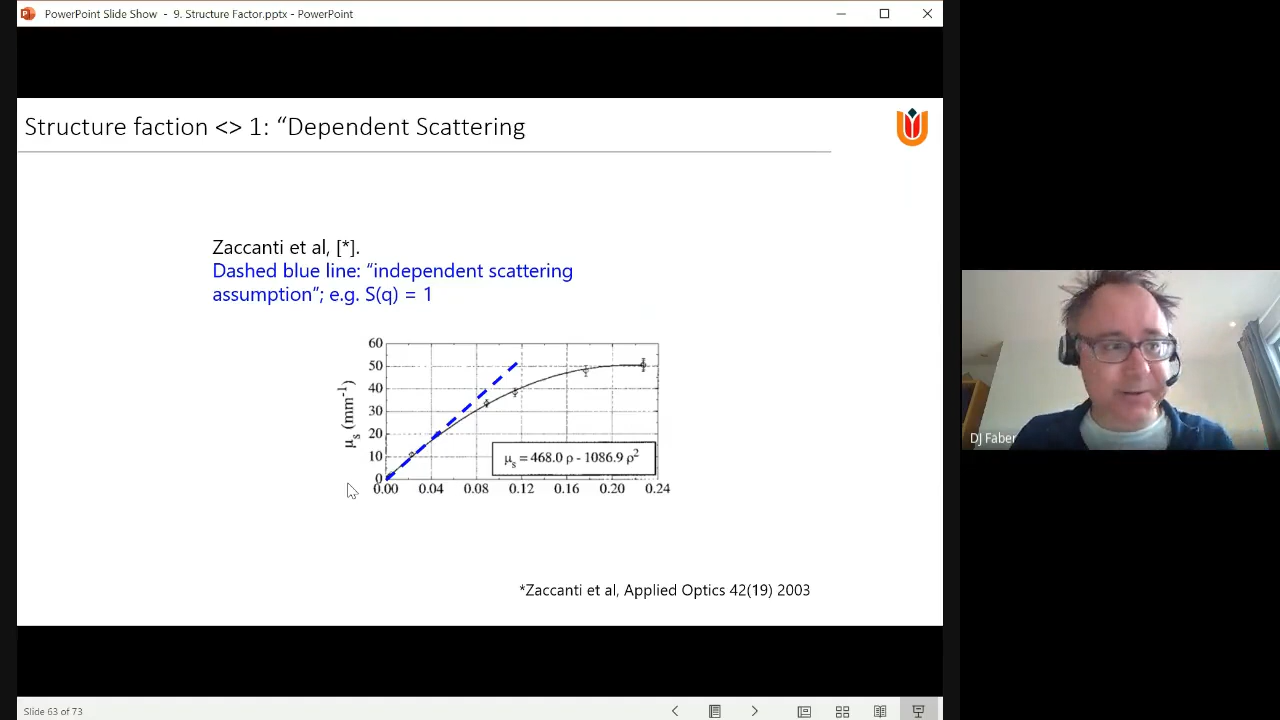 PowerPoint Slide Show - 9. Structure Factor.pptx - PowerPoint
Structure faction <> 1: “Dependent Scattering
Zaccanti et al, [*].
Dashed blue line: “independent scattering
assumption”; e.g. S(q) = 1
60
50
40
30
20
10
0
μs (mm-1)
μs = 468.0 ρ - 1086.9 ρ2
0.00 0.04 0.08 0.12 0.16 0.20 0.24
*Zaccanti et al, Applied Optics 42(19) 2003
DJ Faber
Slide 63 of 73